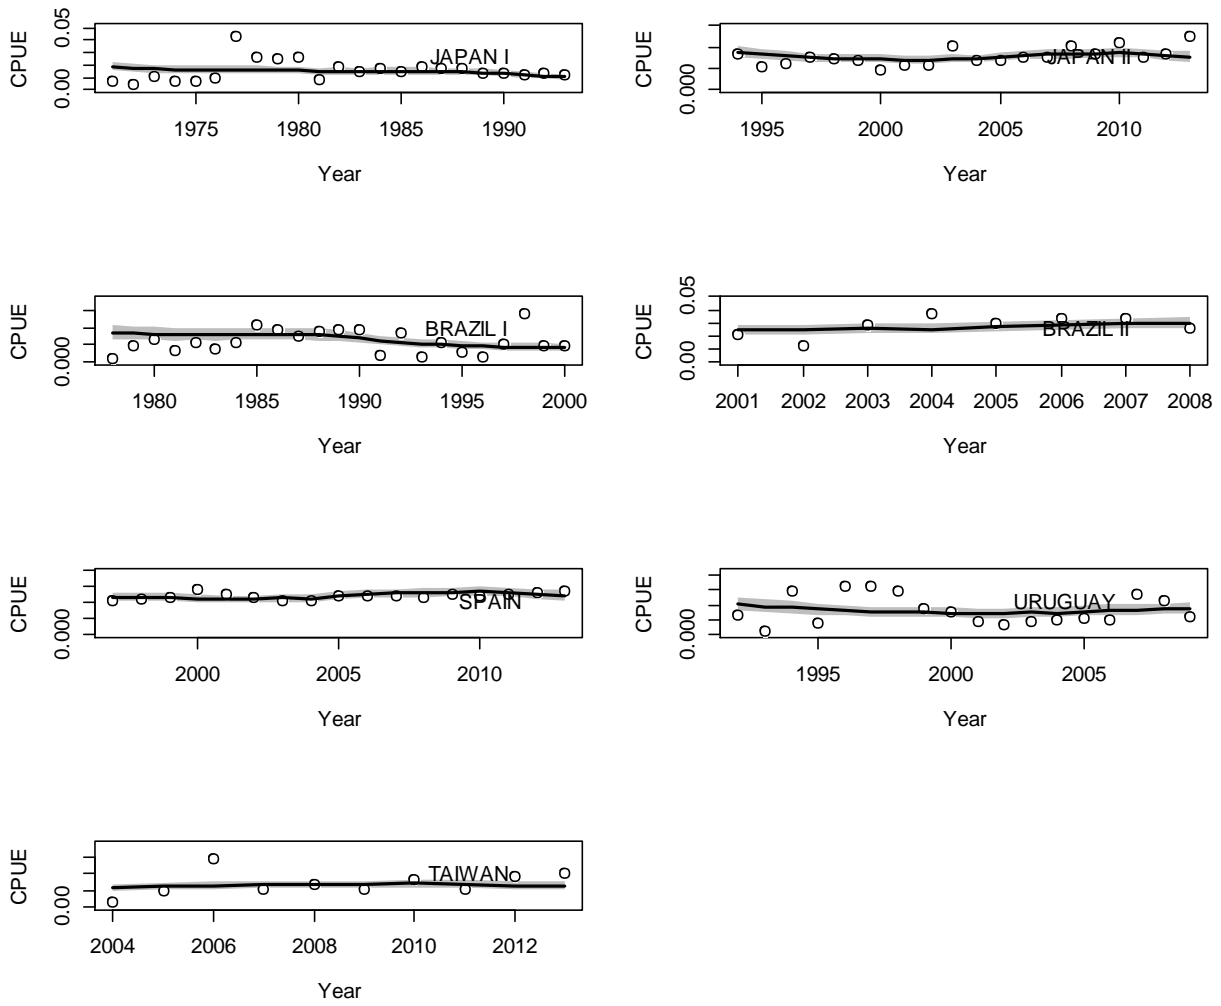 CPUE
0.05
0.00
JAPAN I
1975 1980 1985 1990
Year
CPUE
0.000
JAPAN II
1995 2000 2005 2010
Year
CPUE
0.000
BRAZIL I
1980 1985 1990 1995 2000
Year
CPUE
0.05
0.00
BRAZIL II
2001 2002 2003 2004 2005 2006 2007 2008
Year
CPUE
0.000
SPAIN
2000 2005 2010
Year
CPUE
0.000
URUGUAY
1995 2000 2005
Year
CPUE
0.00
TAIWAN
2004 2006 2008 2010 2012
Year